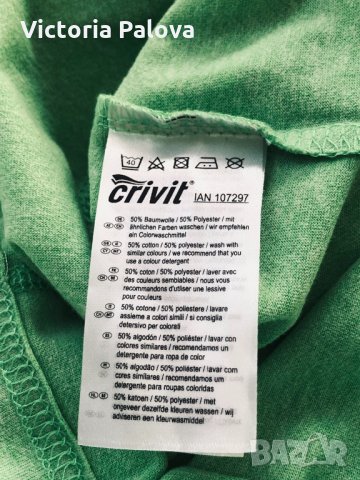 Victoria Palova
40
crivit®
IAN 107297
50% Baumwolle / 50% Polyester / mit
ähnlichen Farben waschen / wir empfehlen
ein Colorwaschmittel
50% cotton / 50% polyester / wash with
similar colours / we recommend that you
use a colour detergent
50% coton / 50% polyester / laver avec
des couleurs semblables / nous vous
recommandons d'utiliser une lessive
pour couleurs
50% cotone / 50% poliestere / lavare
assieme a colori simili / si consiglia
detersivo per colorati
50% algodón / 50% poliéster / lavar con
colores similares / recomendamos un
detergente para ropa de color
50% algodão / 50% poliéster / lavar com
cores similares / recomendamos um
detergente para roupas coloridas
50% katoen / 50% polyester / met
ongeveer dezelfde kleuren wassen / wij
adviseren een kleurwasmiddel
BAZAR